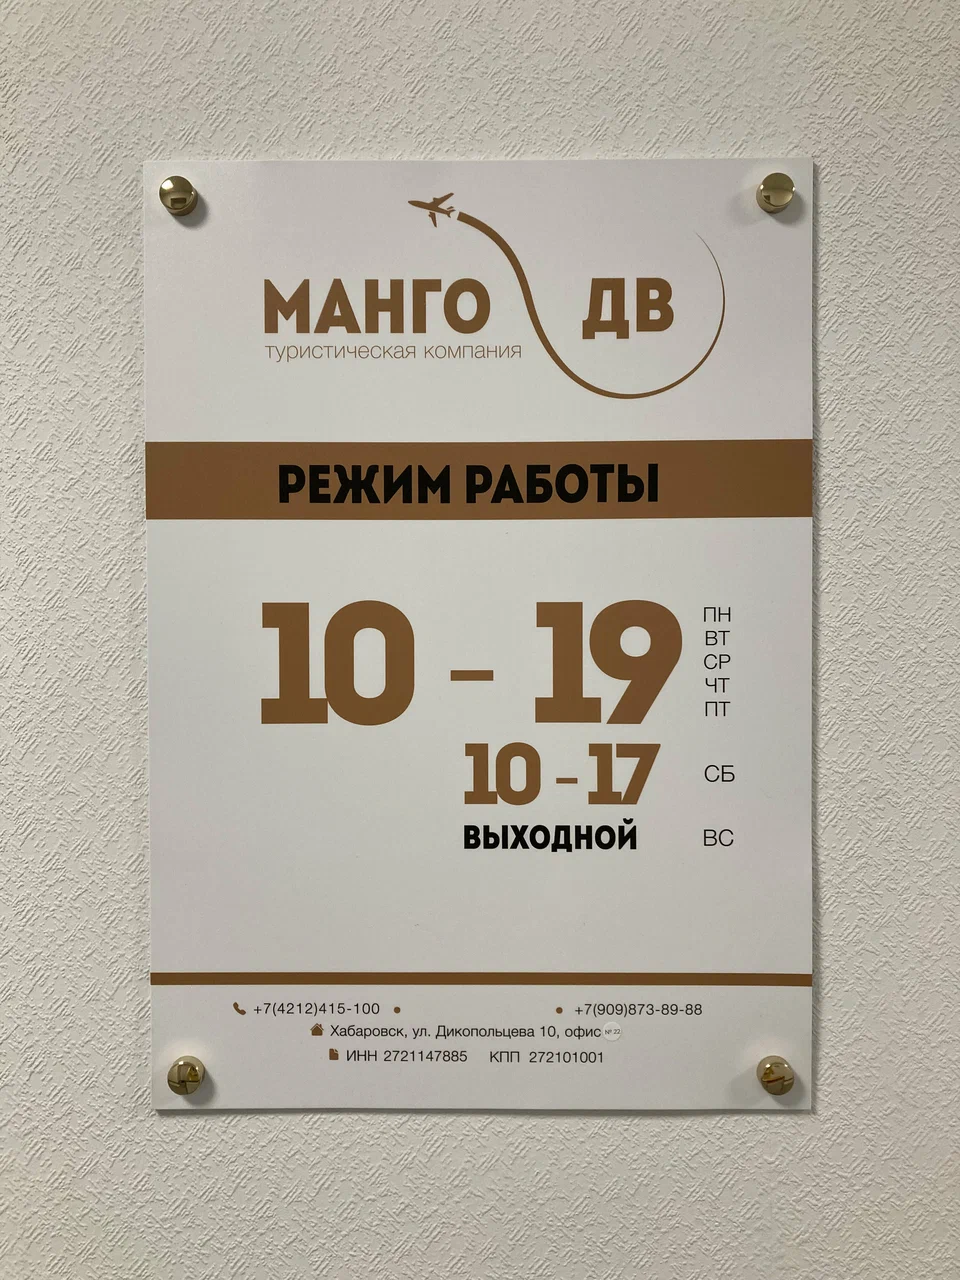 МАНГО ДВ
туристическая компания
РЕЖИМ РАБОТЫ
10 – 19 ПН
ВТ
СР
ЧТ
ПТ
10 – 17 СБ
ВЫХОДНОЙ ВС
+7(4212)415-100 • • +7(909)873-89-88
Хабаровск, ул. Дикопольцева 10, офис № 22
ИНН 2721147885 КПП 272101001